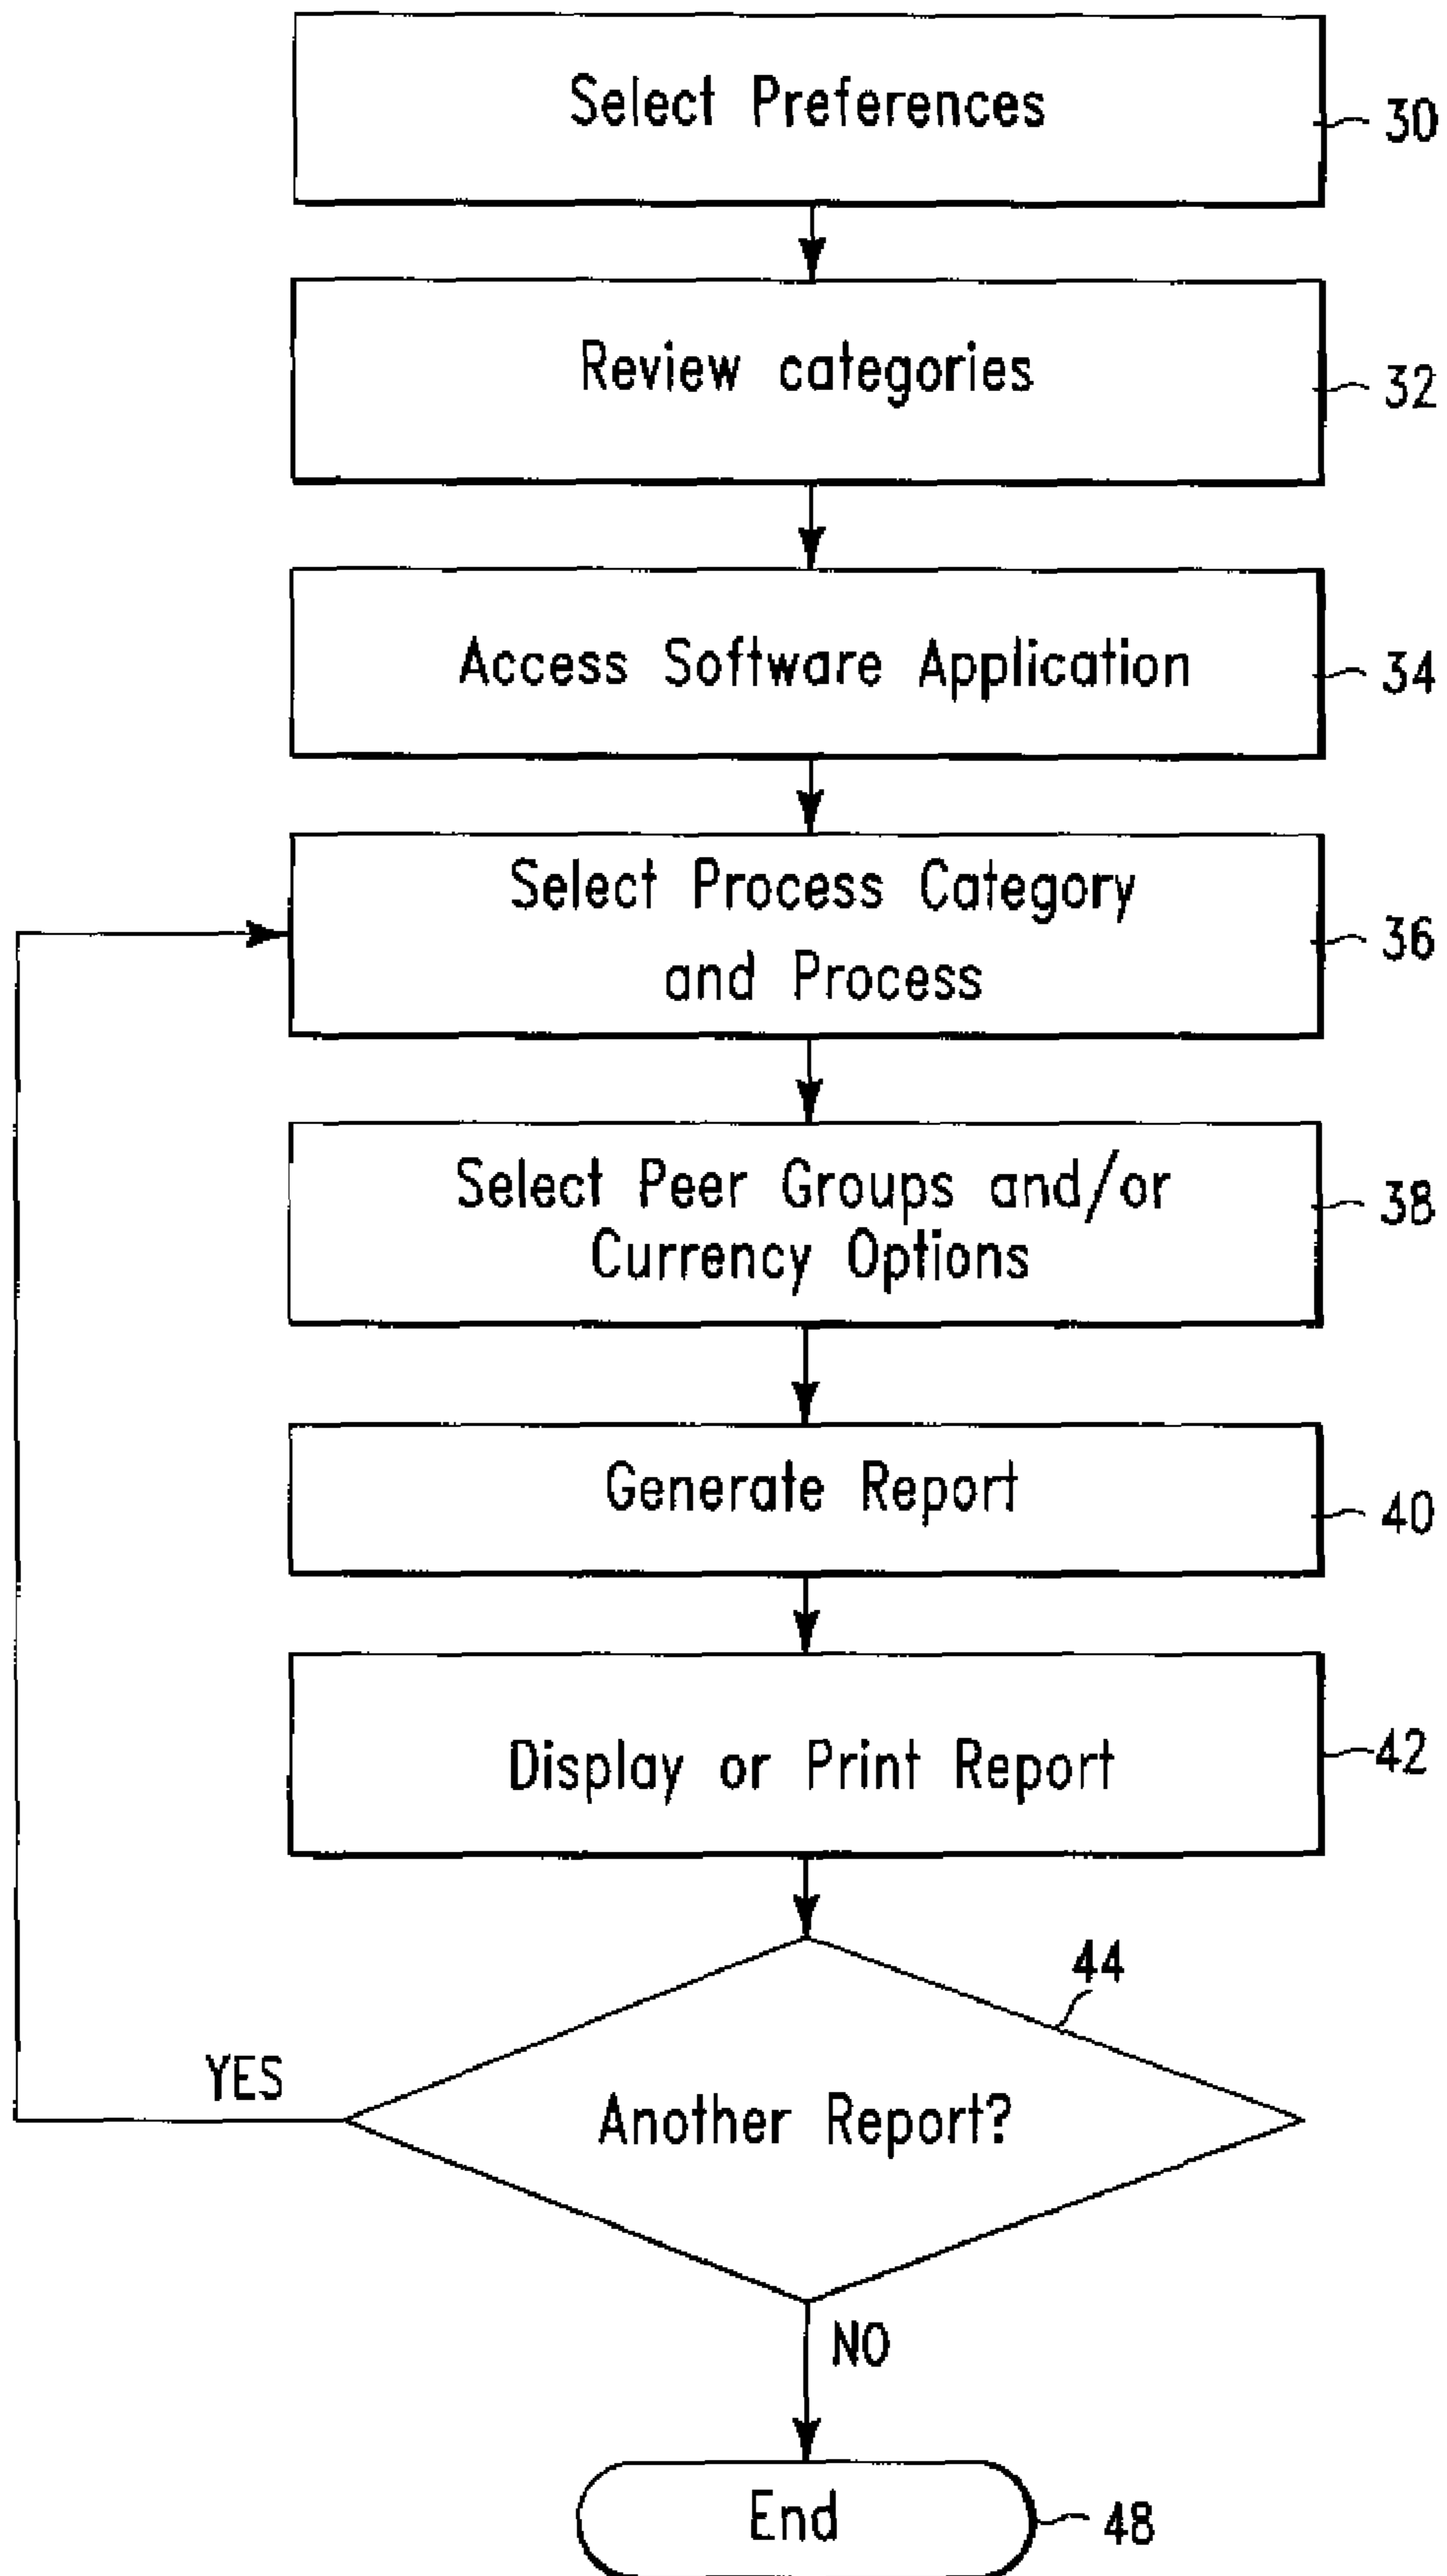 Select Preferences
30
Review categories
32
Access Software Application
34
Select Process Category
and Process
36
Select Peer Groups and/or
Currency Options
38
Generate Report
40
Display or Print Report
42
44
YES
Another Report?
NO
End
48